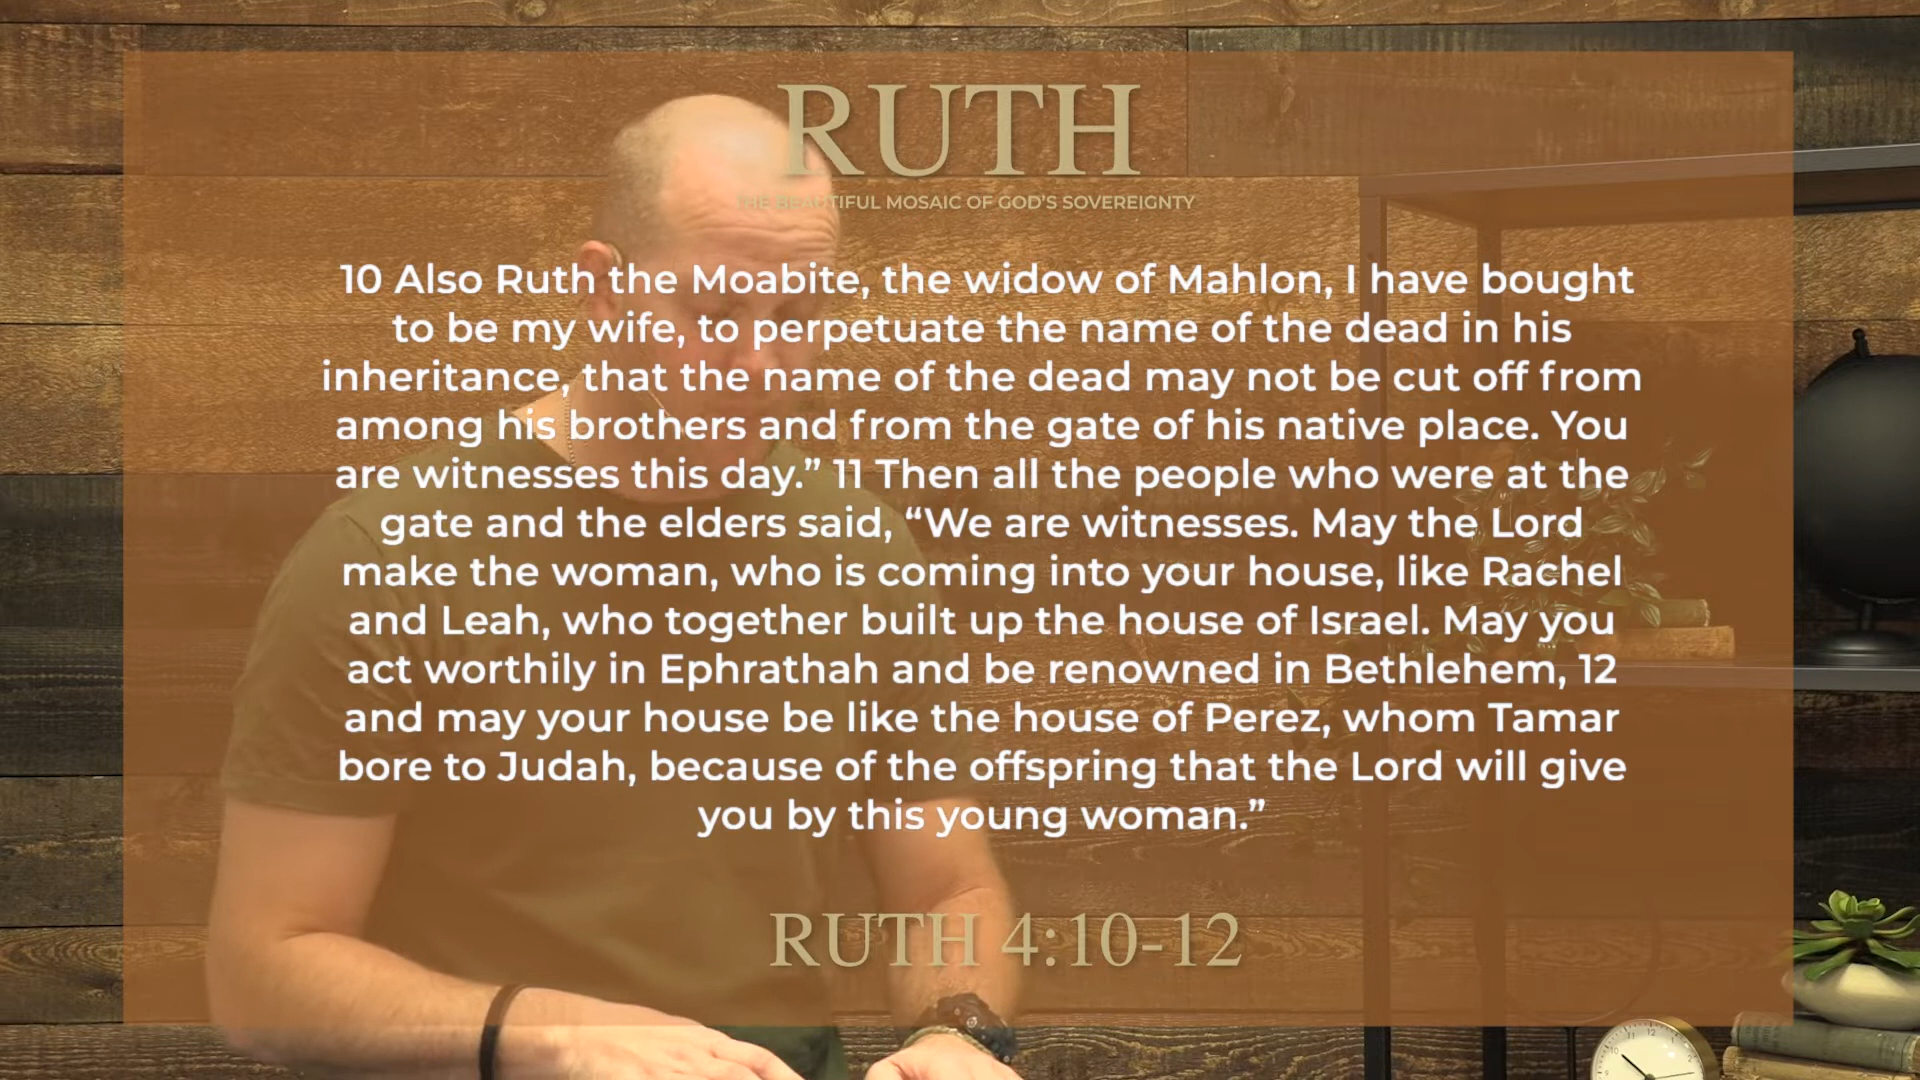 RUTH
THE BEAUTIFUL MOSAIC OF GOD'S SOVEREIGNTY
10 Also Ruth the Moabite, the widow of Mahlon, I have bought
to be my wife, to perpetuate the name of the dead in his
inheritance, that the name of the dead may not be cut off from
among his brothers and from the gate of his native place. You
are witnesses this day.” 11 Then all the people who were at the
gate and the elders said, “We are witnesses. May the Lord
make the woman, who is coming into your house, like Rachel
and Leah, who together built up the house of Israel. May you
act worthily in Ephrathah and be renowned in Bethlehem, 12
and may your house be like the house of Perez, whom Tamar
bore to Judah, because of the offspring that the Lord will give
you by this young woman.”
RUTH 4:10-12